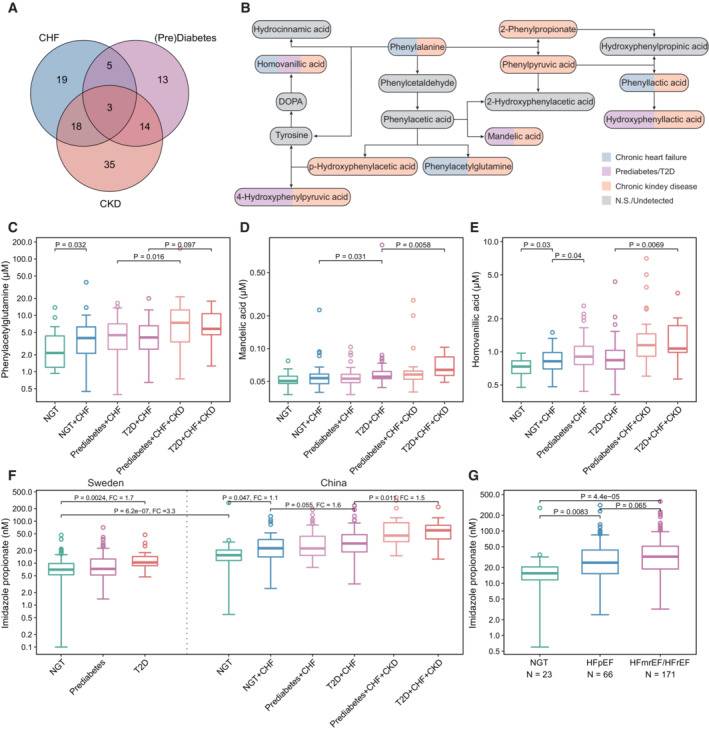 A
CHF
(Pre)Diabetes
19
5
13
3
18
14
35
CKD
B
Hydrocinnamic acid
2-Phenylpropionate
Phenylalanine
Hydroxyphenylpropinic acid
Homovanillic acid
Phenylpyruvic acid
Phenylcetaldehyde
Phenyllactic acid
DOPA
2-Hydroxyphenylacetic acid
Phenylacetic acid
Hydroxyphenyllactic acid
Tyrosine
Mandelic acid
p-Hydroxyphenylacetic acid
Phenylacetylglutamine
4-Hydroxyphenylpyruvic acid
Chronic heart failure
Prediabetes/T2D
Chronic kindey disease
N.S./Undetected
C
Phenylacetylglutamine (µM)
200.0
100.0
50.0
20.0
10.0
5.0
2.0
1.0
0.5
P = 0.032
P = 0.097
P = 0.016
NGT
NGT+CHF
Prediabetes+CHF
T2D+CHF
Prediabetes+CHF+CKD
T2D+CHF+CKD
D
Mandelic acid (µM)
0.50
0.10
0.05
P = 0.0058
P = 0.031
NGT
NGT+CHF
Prediabetes+CHF
T2D+CHF
Prediabetes+CHF+CKD
T2D+CHF+CKD
E
Homovanillic acid (µM)
10.0
5.0
1.0
0.5
P = 0.03
P = 0.0069
P = 0.04
NGT
NGT+CHF
Prediabetes+CHF
T2D+CHF
Prediabetes+CHF+CKD
T2D+CHF+CKD
F
Sweden
China
Imidazole propionate (nM)
500.0
200.0
100.0
50.0
20.0
10.0
5.0
2.0
1.0
0.5
0.1
P = 0.0024, FC = 1.7
P = 0.047, FC = 1.1
P = 0.011, FC = 1.5
P = 0.055, FC = 1.6
P = 6.2e−07, FC =3.3
NGT
Prediabetes
T2D
NGT
NGT+CHF
Prediabetes+CHF
T2D+CHF
Prediabetes+CHF+CKD
T2D+CHF+CKD
G
Imidazole propionate (nM)
500.0
100.0
50.0
10.0
5.0
1.0
0.5
P = 4.4e−05
P = 0.0083
P = 0.065
NGT
HFpEF
HFmrEF/HFrEF
N = 23
N = 66
N = 171